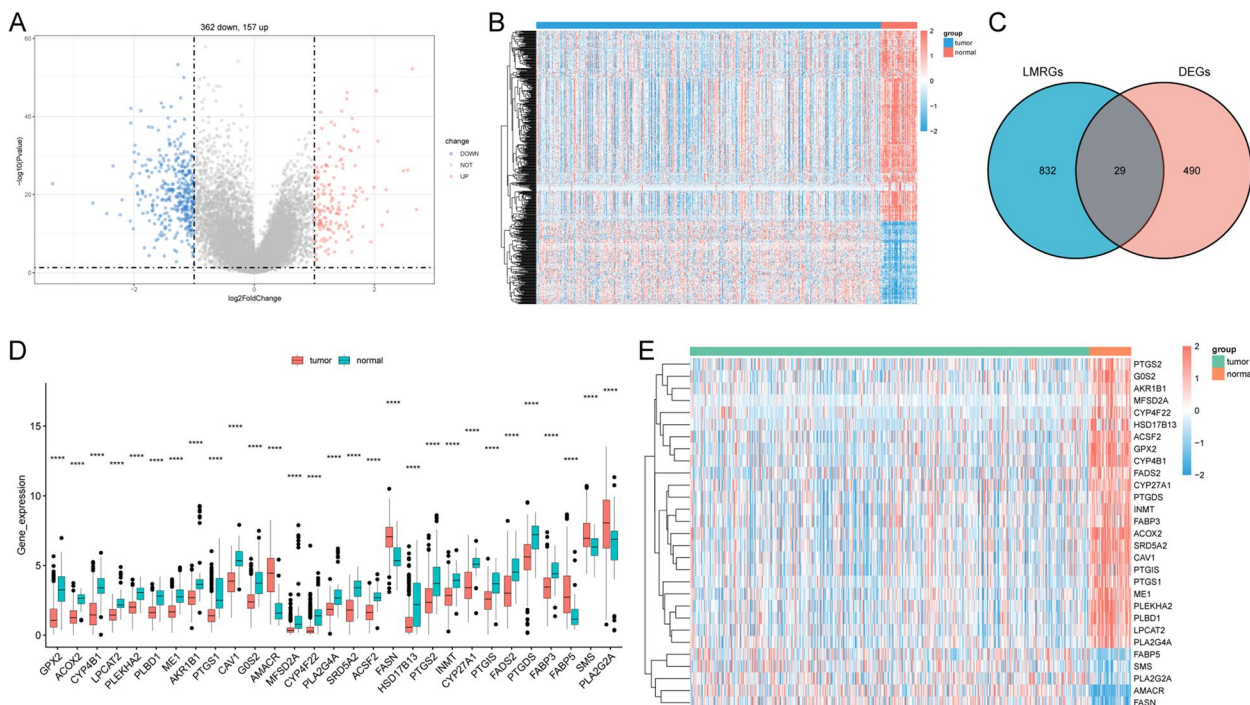 A
362 down, 157 up
60
40
20
0
−2
0
2
−log10(Pvalue)
log2FoldChange
change
DOWN
NOT
UP
B
2
1
0
−1
−2
group
tumor
normal
C
LMRGs
DEGs
832
29
490
D
tumor
normal
Gene_expression
15
10
5
0
**** **** **** **** **** **** **** **** **** **** **** **** **** **** **** **** **** **** **** **** **** **** **** **** **** **** **** **** ****
GPX2
ACOX2
CYP4B1
LPCAT2
PLEKHA2
PLBD1
ME1
AKR1B1
PTGS1
CAV1
G0S2
AMACR
MFSD2A
CYP4F22
PLA2G4A
SRD5A2
ACSF2
FASN
HSD17B13
PTGS2
INMT
CYP27A1
PTGIS
FADS2
PTGDS
FABP3
FABP5
SMS
PLA2G2A
E
PTGS2
G0S2
AKR1B1
MFSD2A
CYP4F22
HSD17B13
ACSF2
GPX2
CYP4B1
FADS2
CYP27A1
PTGDS
INMT
FABP3
ACOX2
SRD5A2
CAV1
PTGIS
PTGS1
ME1
PLEKHA2
PLBD1
LPCAT2
PLA2G4A
FABP5
SMS
PLA2G2A
AMACR
FASN
2
1
0
−1
−2
group
tumor
normal